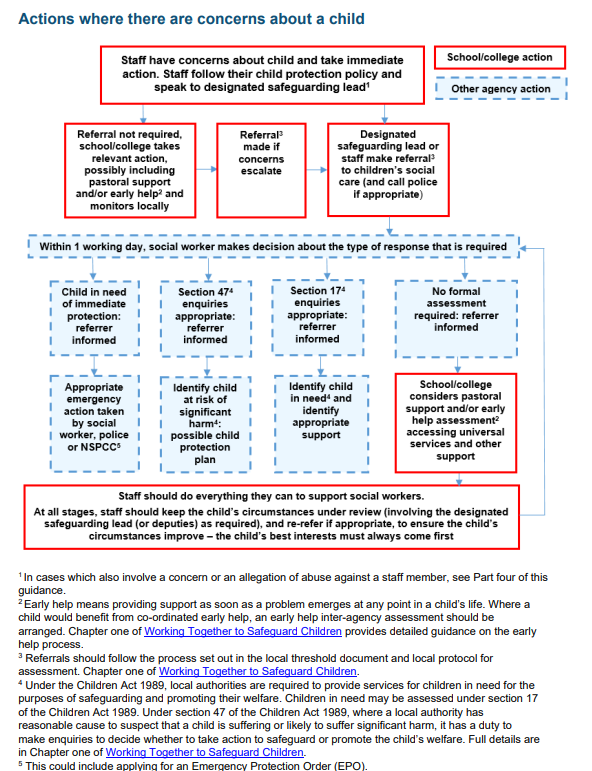 Actions where there are concerns about a child
Staff have concerns about child and take immediate
action. Staff follow their child protection policy and
speak to designated safeguarding lead¹
School/college action
Other agency action
Referral not required,
school/college takes
relevant action,
possibly including
pastoral support
and/or early help² and
monitors locally
Referral³
made if
concerns
escalate
Designated
safeguarding lead or
staff make referral³
to children’s social
care (and call police
if appropriate)
Within 1 working day, social worker makes decision about the type of response that is required
Child in need
of immediate
protection:
referrer
informed
Section 47⁴
enquiries
appropriate:
referrer
informed
Section 17⁴
enquiries
appropriate:
referrer
informed
No formal
assessment
required: referrer
informed
Appropriate
emergency
action taken
by social
worker, police
or NSPCC⁵
Identify child
at risk of
significant
harm⁴:
possible child
protection
plan
Identify child
in need⁴ and
identify
appropriate
support
School/college
considers pastoral
support and/or early
help assessment²
accessing universal
services and other
support
Staff should do everything they can to support social workers.
At all stages, staff should keep the child’s circumstances under review (involving the designated
safeguarding lead (or deputies) as required), and re-refer if appropriate, to ensure the child’s
circumstances improve – the child’s best interests must always come first
¹ In cases which also involve a concern or an allegation of abuse against a staff member, see Part four of this
guidance.
² Early help means providing support as soon as a problem emerges at any point in a child’s life. Where a
child would benefit from co-ordinated early help, an early help inter-agency assessment should be
arranged. Chapter one of Working Together to Safeguard Children provides detailed guidance on the early
help process.
³ Referrals should follow the process set out in the local threshold document and local protocol for
assessment. Chapter one of Working Together to Safeguard Children.
⁴ Under the Children Act 1989, local authorities are required to provide services for children in need for the
purposes of safeguarding and promoting their welfare. Children in need may be assessed under section 17
of the Children Act 1989. Under section 47 of the Children Act 1989, where a local authority has
reasonable cause to suspect that a child is suffering or likely to suffer significant harm, it has a duty to
make enquiries to decide whether to take action to safeguard or promote the child’s welfare. Full details are
in Chapter one of Working Together to Safeguard Children.
⁵ This could include applying for an Emergency Protection Order (EPO).